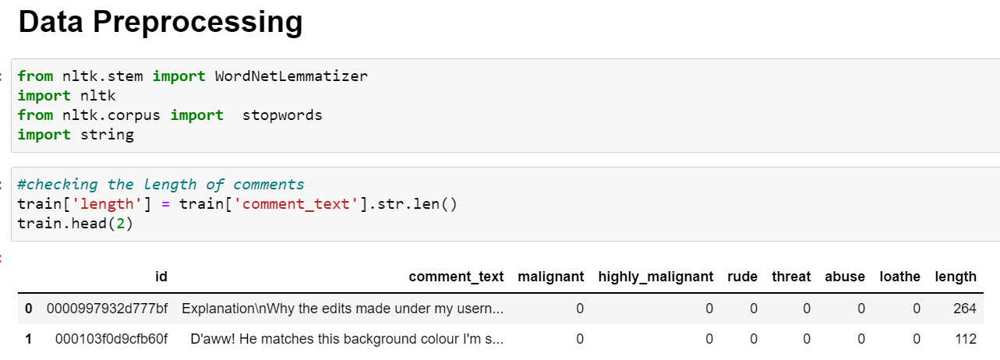 Data Preprocessing
: from nltk.stem import WordNetLemmatizer
import nltk
from nltk.corpus import  stopwords
import string
: #checking the length of comments
train['length'] = train['comment_text'].str.len()
train.head(2)
:
id comment_text malignant highly_malignant rude threat abuse loathe length
0 0000997932d777bf Explanation\nWhy the edits made under my usern... 0 0 0 0 0 0 264
1 000103f0d9cfb60f D'aww! He matches this background colour I'm s... 0 0 0 0 0 0 112